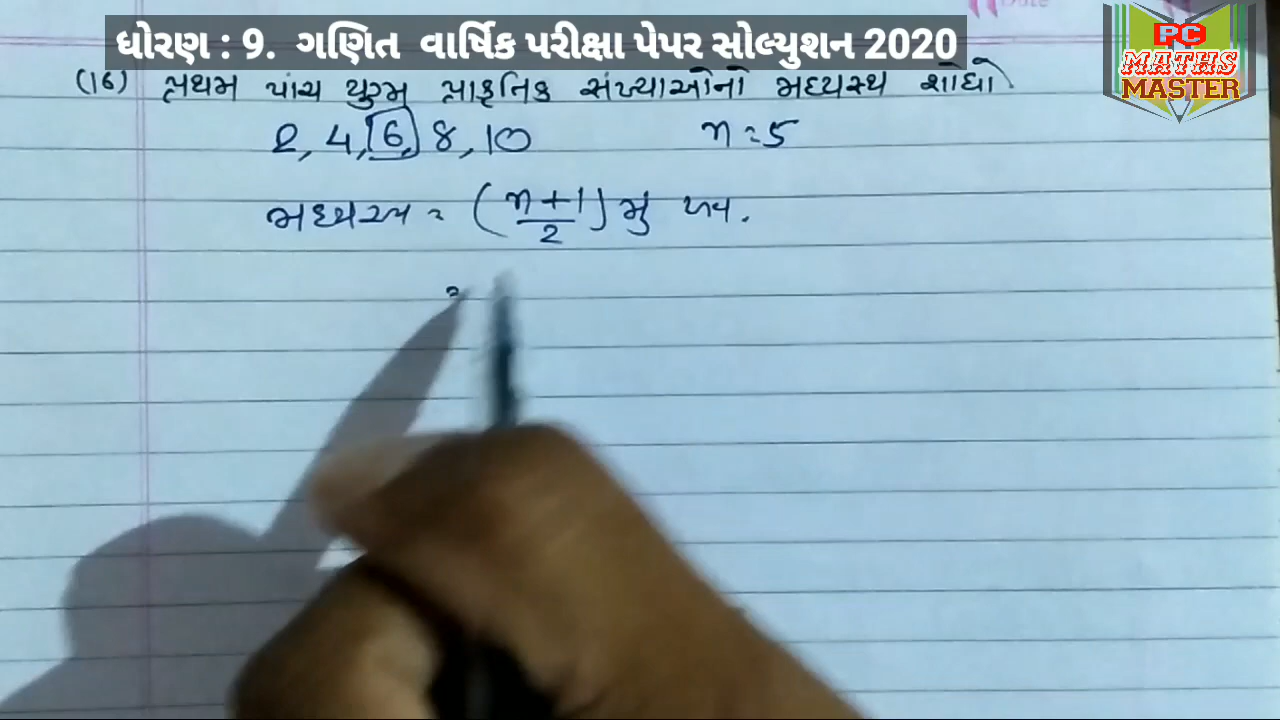 ધોરણ : 9. ગણિત વાર્ષિક પરીક્ષા પેપર સોલ્યુશન 2020
PC
MATHS
MASTER
(16) પ્રથમ પાંચ યુગ્મ પ્રાકૃતિક સંખ્યાઓનો મધ્યસ્થ શોધો
2, 4, 6, 8, 10 n = 5
મધ્યસ્થ = (n+1/2) મું પદ.
=